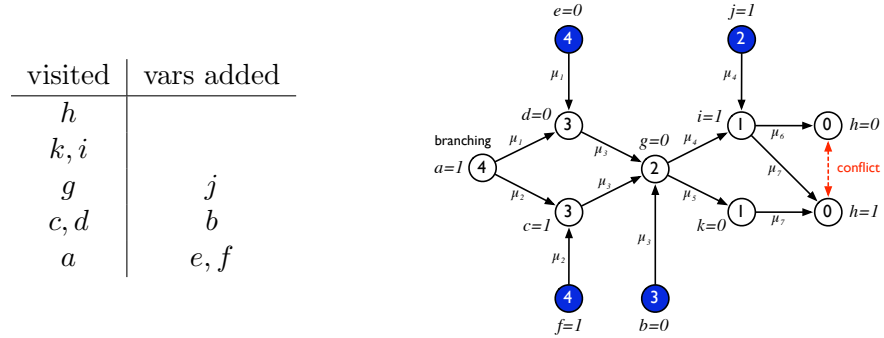 visited vars added
h
k, i
g j
c, d b
a e, f
e=0
j=1
4
2
μ₁
μ₄
d=0
3
i=1
1
μ₆
0
h=0
branching
μ₁
μ₃
g=0
μ₄
a=1
4
2
μ₇
conflict
μ₂
μ₃
μ₅
c=1
3
k=0
1
μ₇
0
h=1
μ₂
μ₃
4
3
f=1
b=0